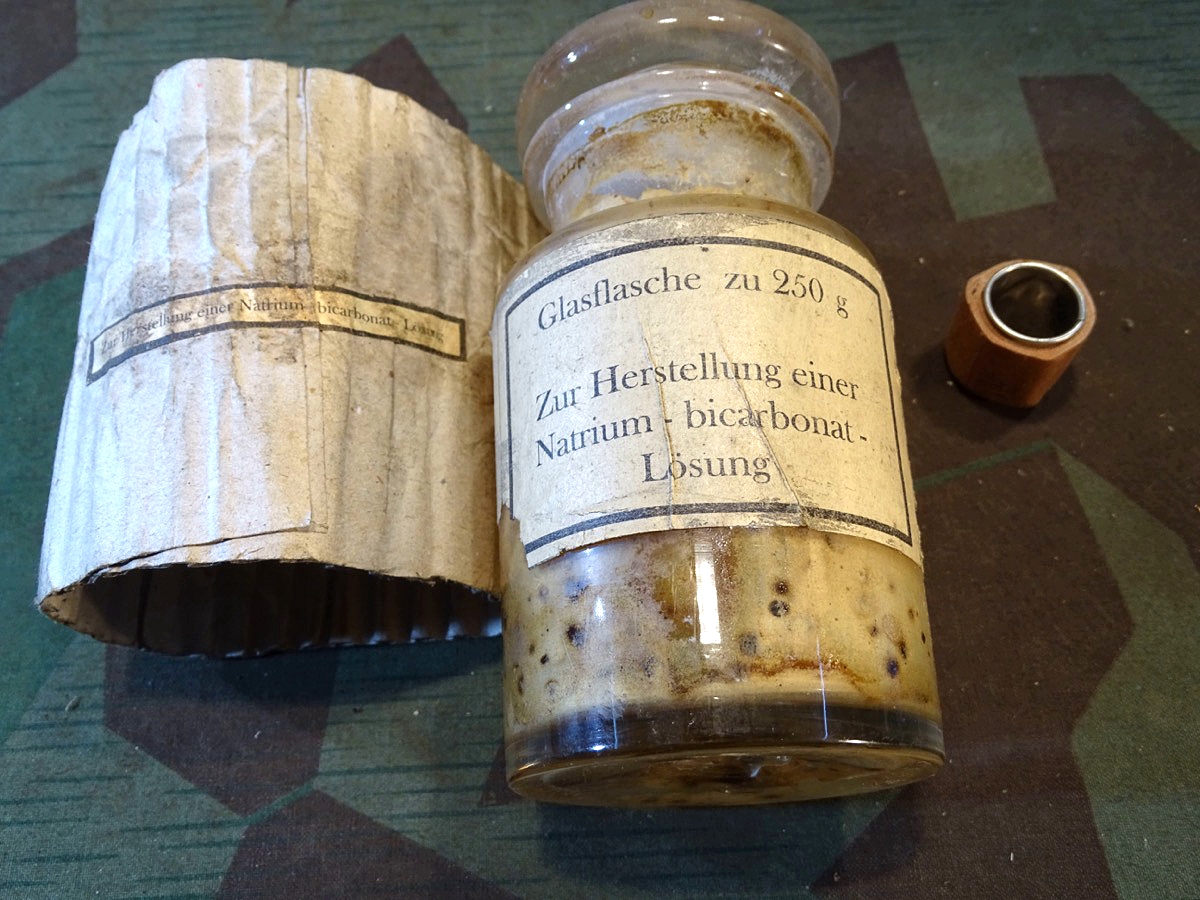 Zur Herstellung einer Natrium-bicarbonat-Lösung
Glasflasche zu 250 g
Zur Herstellung einer
Natrium - bicarbonat -
Lösung